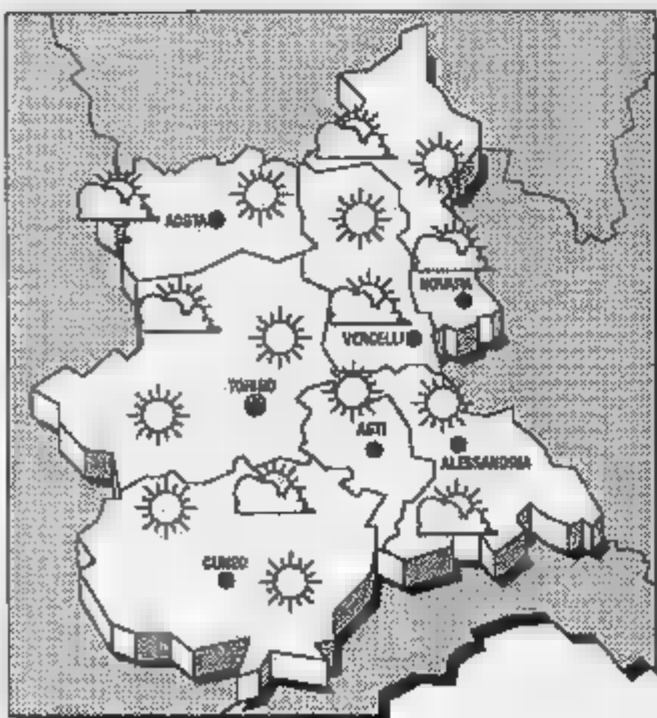 AOSTA
NOVARA
VERCELLI
TORINO
ASTI
ALESSANDRIA
CUNEO